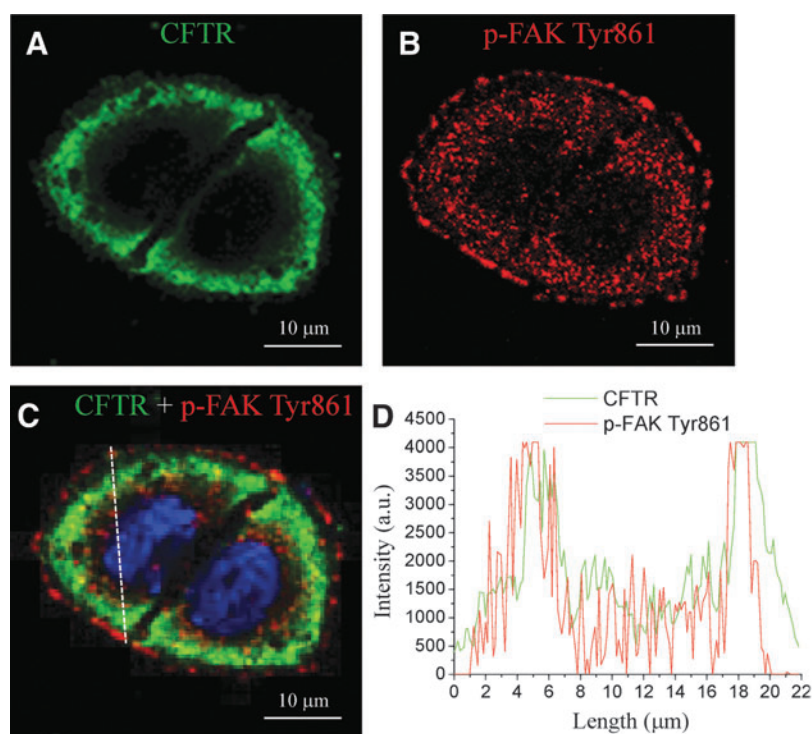 A
CFTR
10 μm
B
p-FAK Tyr861
10 μm
C
CFTR + p-FAK Tyr861
10 μm
D
CFTR
p-FAK Tyr861
4500
4000
3500
3000
2500
2000
1500
1000
500
0
Intensity (a.u.)
0 2 4 6 8 10 12 14 16 18 20 22
Length (μm)